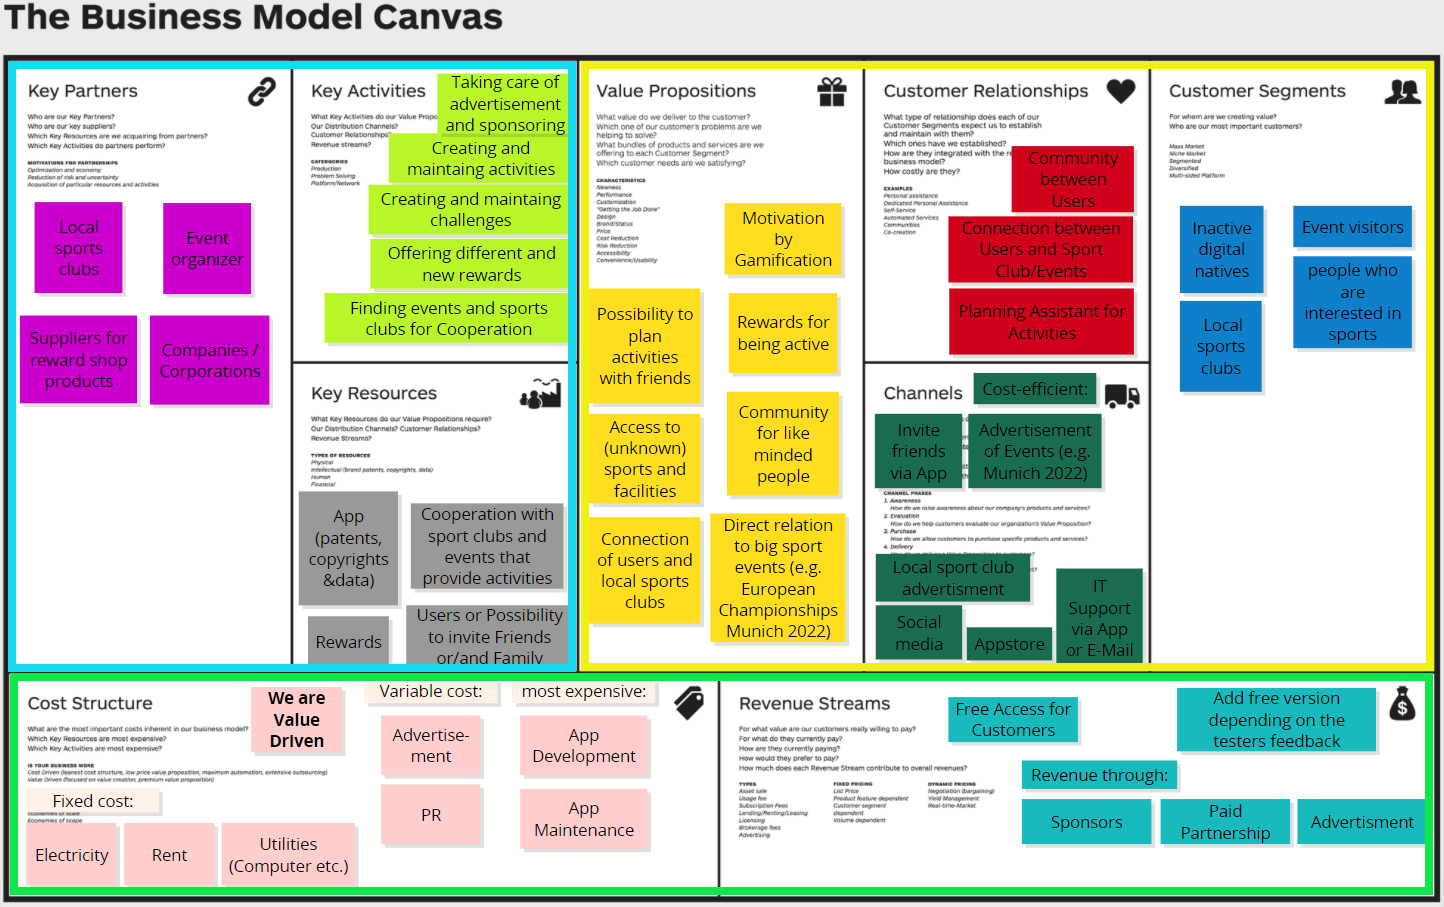 The Business Model Canvas
Key Partners
Who are our Key Partners?
Who are our key suppliers?
Which Key Resources are we acquiring from partners?
Which Key Activities do partners perform?
MOTIVATIONS FOR PARTNERSHIPS
Optimization and economy
Reduction of risk and uncertainty
Acquisition of particular resources and activities
Local
sports
clubs
Event
organizer
Suppliers for
reward shop
products
Companies /
Corporations
Key Activities
What Key Activities do our Value Propo
Our Distribution Channels?
Customer Relationships?
Revenue streams?
CATERGORIES
Production
Problem Solving
Platform/Network
Taking care of
advertisement
and sponsoring
Creating and
maintaing activities
Creating and maintaing
challenges
Offering different and
new rewards
Finding events and sports
clubs for Cooperation
Key Resources
What Key Resources do our Value Propositions require?
Our Distribution Channels? Customer Relationships?
Revenue Streams?
TYPES OF RESOURCES
Physical
Intellectual (brand patents, copyrights, data)
Human
Financial
App
(patents,
copyrights
&data)
Cooperation with
sport clubs and
events that
provide activities
Rewards
Users or Possibility
to invite Friends
or/and Family
Value Propositions
What value do we deliver to the customer?
Which one of our customer's problems are we
helping to solve?
What bundles of products and services are we
offering to each Customer Segment?
Which customer needs are we satisfying?
CHARACTERISTICS
Newness
Performance
Customization
"Getting the Job Done"
Design
Brand/Status
Price
Cost Reduction
Risk Reduction
Accessibility
Convenience/Usability
Motivation
by
Gamification
Possibility to
plan
activities
with friends
Rewards for
being active
Access to
(unknown)
sports and
facilities
Community
for like
minded
people
Connection
of users and
local sports
clubs
Direct relation
to big sport
events (e.g.
European
Championships
Munich 2022)
Customer Relationships
What type of relationship does each of our
Customer Segments expect us to establish
and maintain with them?
Which ones have we established?
How are they integrated with the re
business model?
How costly are they?
EXAMPLES
Personal assistance
Dedicated Personal Assistance
Self-Service
Automated Services
Communities
Co-creation
Community
between
Users
Connection between
Users and Sport
Club/Events
Planning Assistant for
Activities
Channels
Cost-efficient:
Invite
friends
via App
Advertisement
of Events (e.g.
Munich 2022)
CHANNEL PHASES
1. Awareness
How do we raise awareness about our company's products and services?
2. Evaluation
How do we help customers evaluate our organization's Value Proposition?
3. Purchase
How do we allow customers to purchase specific products and services?
4. Delivery
Local sport club
advertisment
Social
media
Appstore
IT
Support
via App
or E-Mail
Customer Segments
For whom are we creating value?
Who are our most important customers?
Mass Market
Niche Market
Segmented
Diversified
Multi-sided Platform
Inactive
digital
natives
Event visitors
people who
are
interested in
sports
Local
sports
clubs
Cost Structure
What are the most important costs inherent in our business model?
Which Key Resources are most expensive?
Which Key Activities are most expensive?
IS YOUR BUSINESS MORE
Cost Driven (leanest cost structure, low price value proposition, maximum automation, extensive outsourcing)
Value Driven (focused on value creation, premium value proposition)
We are
Value
Driven
Fixed cost:
Economies of scale
Economies of scope
Electricity
Rent
Utilities
(Computer etc.)
Variable cost:
Advertise-
ment
PR
most expensive:
App
Development
App
Maintenance
Revenue Streams
For what value are our customers really willing to pay?
For what do they currently pay?
How are they currently paying?
How would they prefer to pay?
How much does each Revenue Stream contribute to overall revenues?
TYPES
Asset sale
Usage fee
Subscription Fees
Lending/Renting/Leasing
Licensing
Brokerage fees
Advertising
FIXED PRICING
List Price
Product feature dependent
Customer segment
dependent
Volume dependent
DYNAMIC PRICING
Negotiation (bargaining)
Yield Management
Real-time-Market
Free Access for
Customers
Add free version
depending on the
testers feedback
Revenue through:
Sponsors
Paid
Partnership
Advertisment